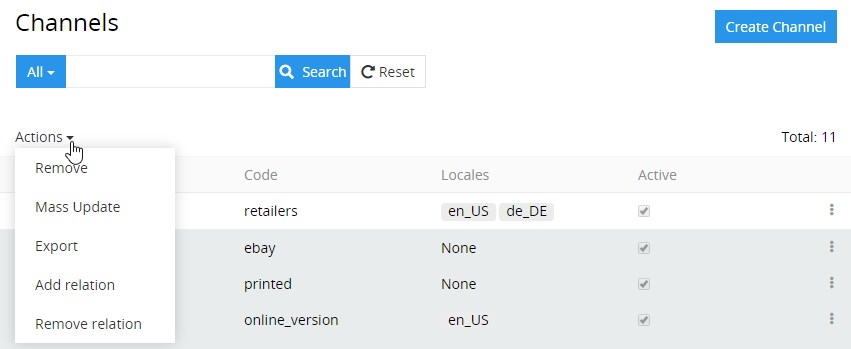 Channels
Create Channel
All
Search
Reset
Actions
Total: 11
Remove
Mass Update
Export
Add relation
Remove relation
Code Locales Active
retailers en_US de_DE
ebay None
printed None
online_version en_US